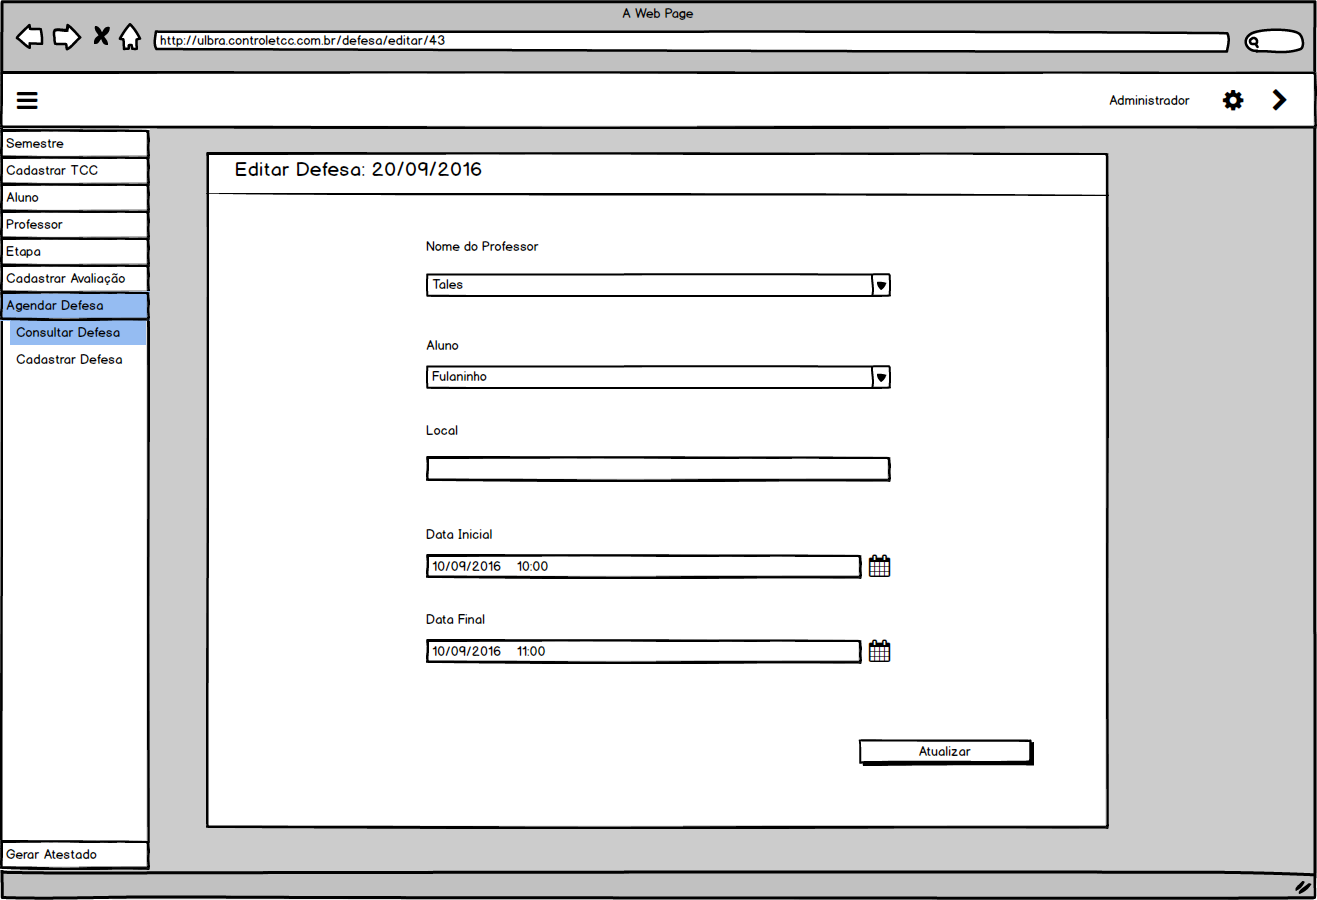 A Web Page
http://ulbra.controletcc.com.br/defesa/editar/43
Administrador
Semestre
Cadastrar TCC
Aluno
Professor
Etapa
Cadastrar Avaliação
Agendar Defesa
Consultar Defesa
Cadastrar Defesa
Gerar Atestado
Editar Defesa: 20/09/2016
Nome do Professor
Tales
Aluno
Fulaninho
Local
Data Inicial
10/09/2016 10:00
Data Final
10/09/2016 11:00
Atualizar